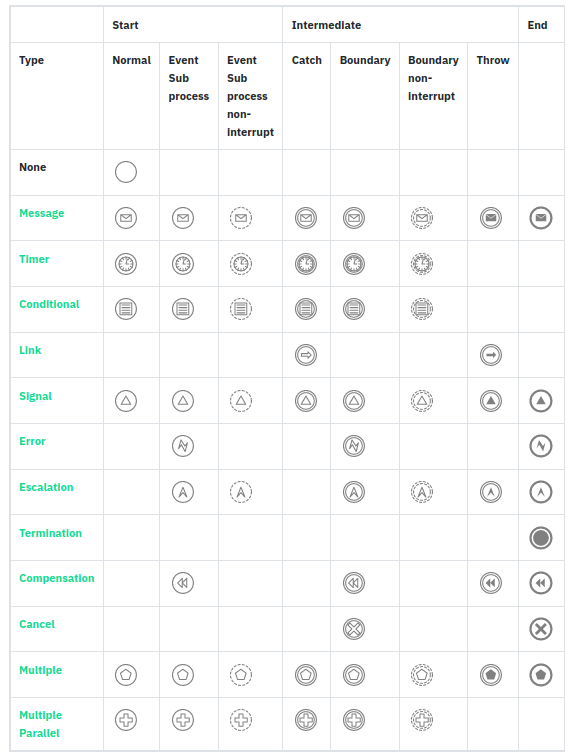 Start
Intermediate
End
Type
Normal
Event
Sub
process
Event
Sub
process
non-
interrupt
Catch
Boundary
Boundary
non-
interrupt
Throw
None
Message
Timer
Conditional
Link
Signal
Error
Escalation
Termination
Compensation
Cancel
Multiple
Multiple
Parallel